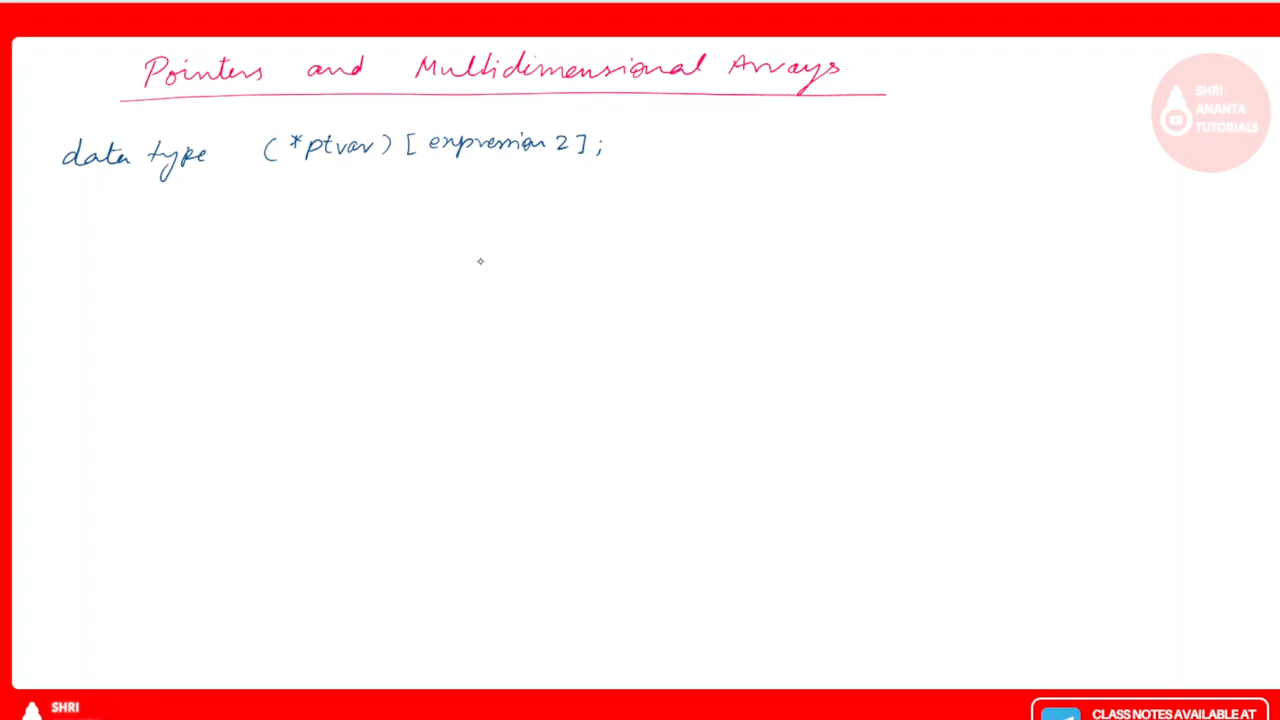 Pointers and Multidimensional Arrays
SHRI
ANANTA
TUTORIALS
data type (*ptvar) [expression 2];
SHRI
CLASS NOTES AVAILABLE AT